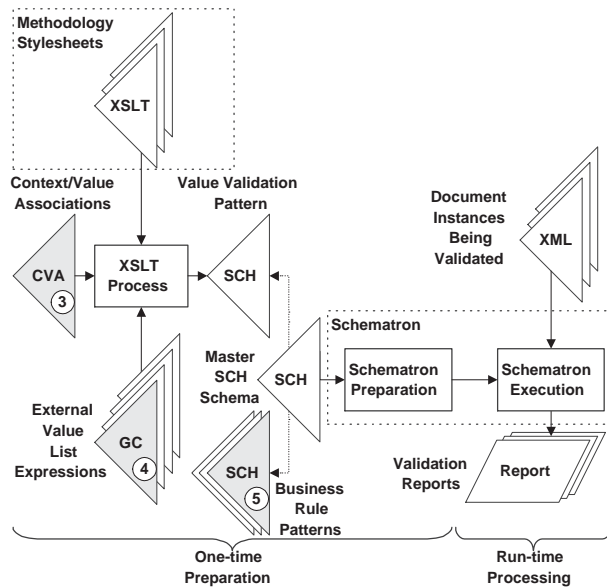 Methodology
Stylesheets
XSLT
Context/Value
Associations
Value Validation
Pattern
Document
Instances
Being
Validated
XML
CVA
3
XSLT
Process
SCH
Schematron
Master
SCH
Schema
SCH
Schematron
Preparation
Schematron
Execution
External
Value
List
Expressions
GC
4
SCH
5
Business
Rule
Patterns
Validation
Reports
Report
One-time
Preparation
Run-time
Processing